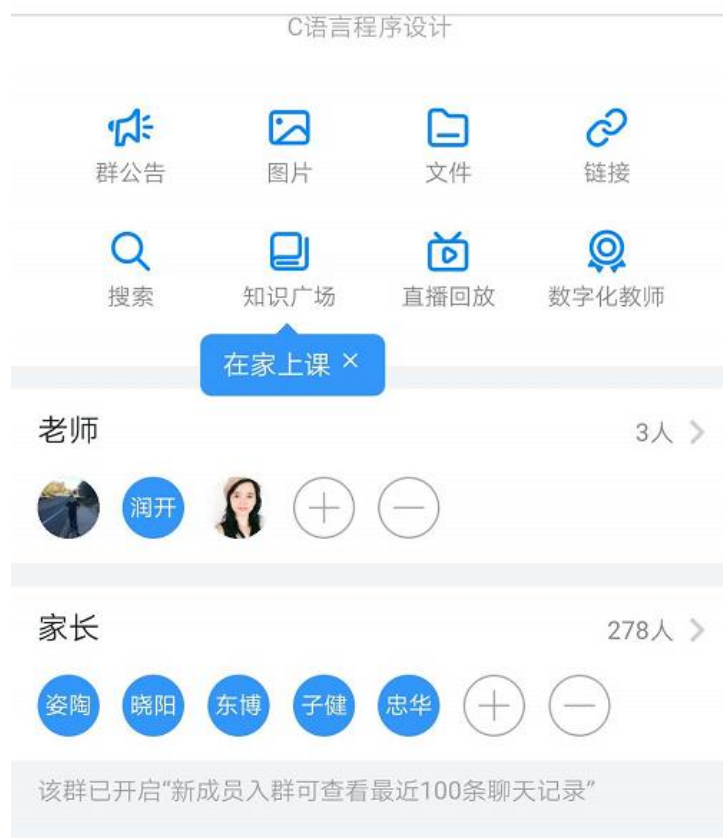 C语言程序设计
群公告 图片 文件 链接
搜索 知识广场 直播回放 数字化教师
在家上课 ×
老师 3人
润开
家长 278人
姿陶 晓阳 东博 子健 忠华
该群已开启“新成员入群可查看最近100条聊天记录”